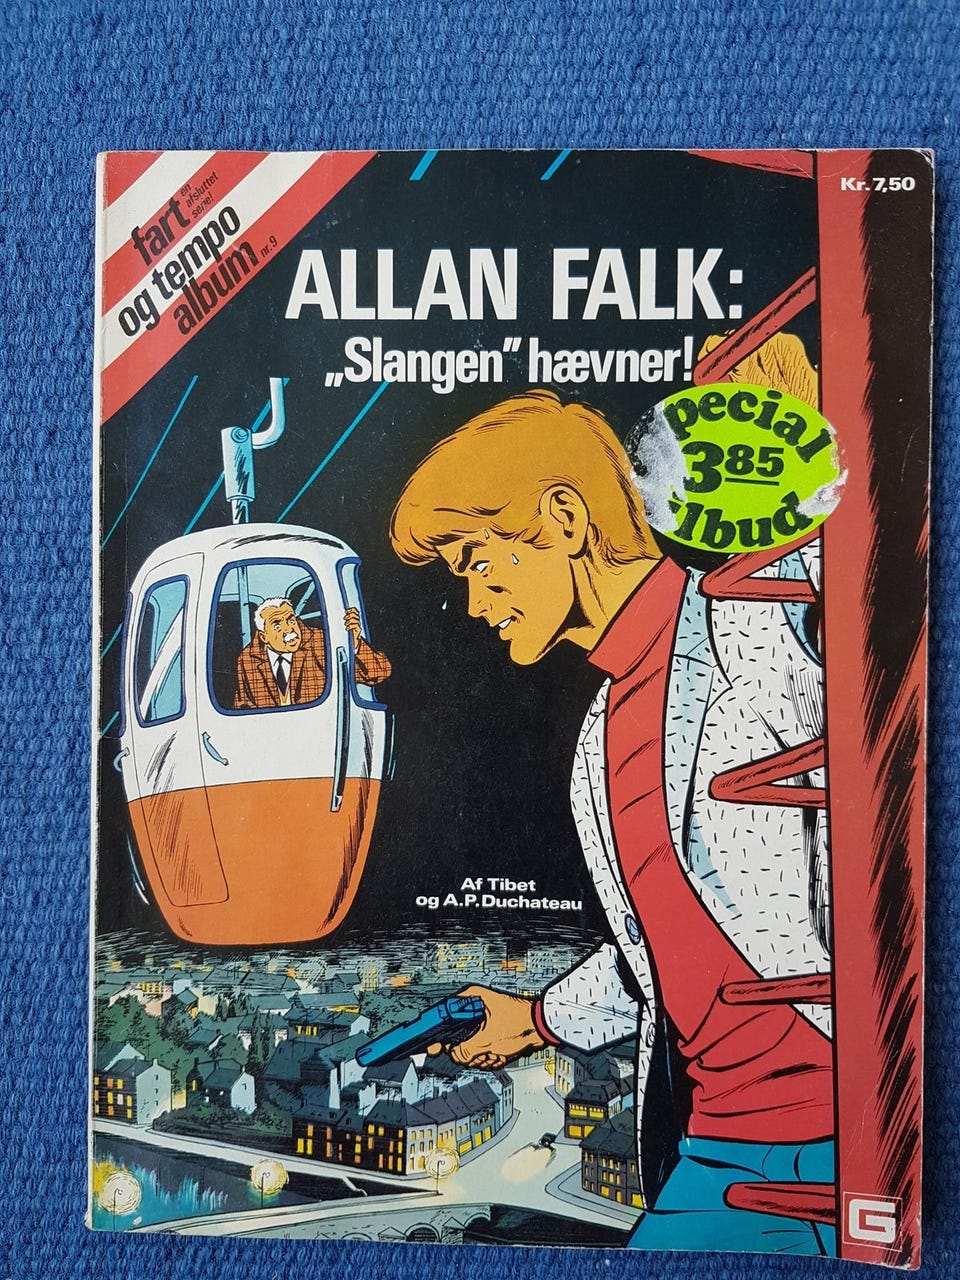 fart
en
afsluttet
serie!
og tempo
album nr. 9
Kr. 7,50
ALLAN FALK:
„Slangen” hævner!
pecial
3 85
ilbud
Af Tibet
og A.P. Duchateau
G